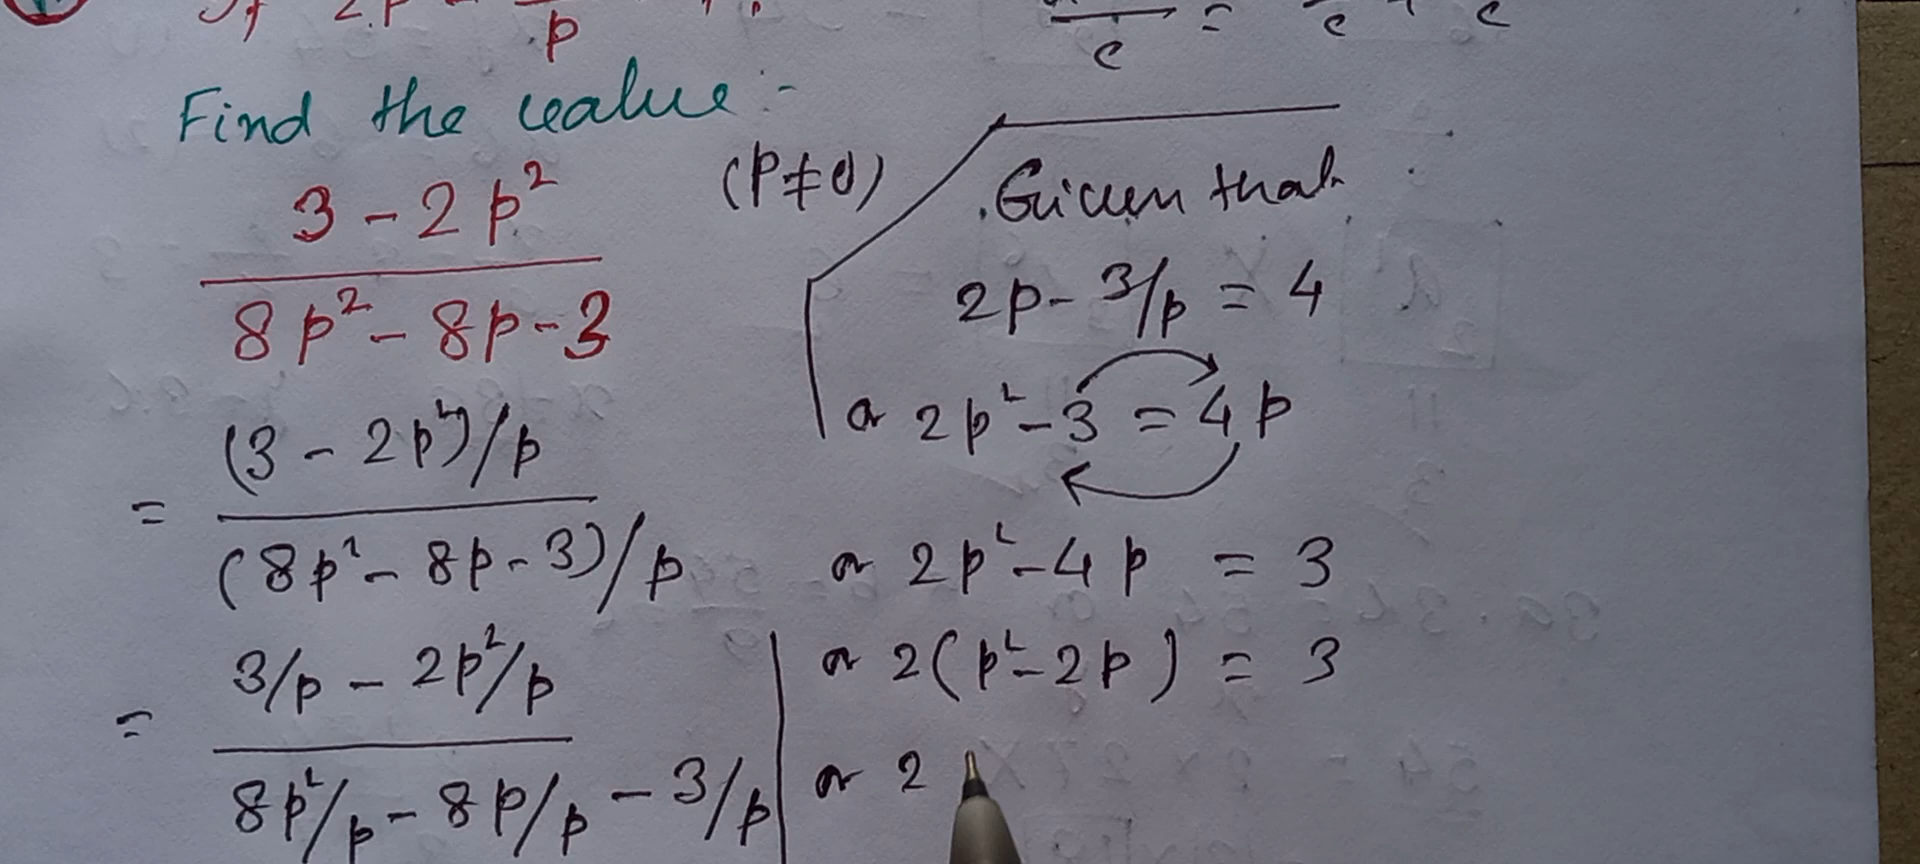 If 2p -
p
c = c + c
Find the value :-
3 - 2p²
8p² - 8p - 3
(P ≠ 0)
= (3 - 2p²)/p
(8p² - 8p - 3)/p
= 3/p - 2p²/p
8p²/p - 8p/p - 3/p
Given that
2p - 3/p = 4
or 2p² - 3 = 4p
or 2p² - 4p = 3
or 2(p² - 2p) = 3
or 2